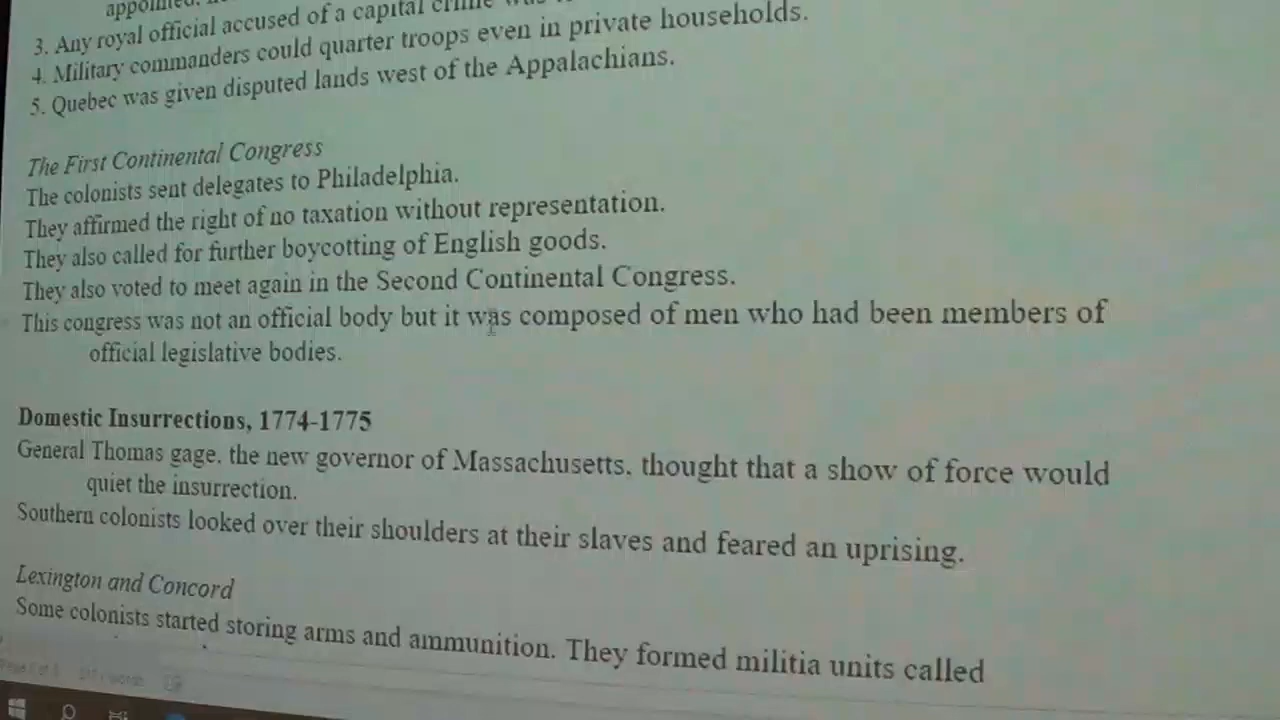 appointed.
3. Any royal official accused of a capital crime was
4. Military commanders could quarter troops even in private households.
5. Quebec was given disputed lands west of the Appalachians.
The First Continental Congress
The colonists sent delegates to Philadelphia.
They affirmed the right of no taxation without representation.
They also called for further boycotting of English goods.
They also voted to meet again in the Second Continental Congress.
This congress was not an official body but it was composed of men who had been members of
official legislative bodies.
Domestic Insurrections, 1774-1775
General Thomas gage, the new governor of Massachusetts, thought that a show of force would
quiet the insurrection.
Southern colonists looked over their shoulders at their slaves and feared an uprising.
Lexington and Concord
Some colonists started storing arms and ammunition. They formed militia units called